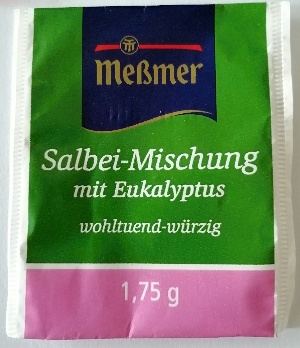 Meßmer
Salbei-Mischung
mit Eukalyptus
wohltuend-würzig
1,75 g